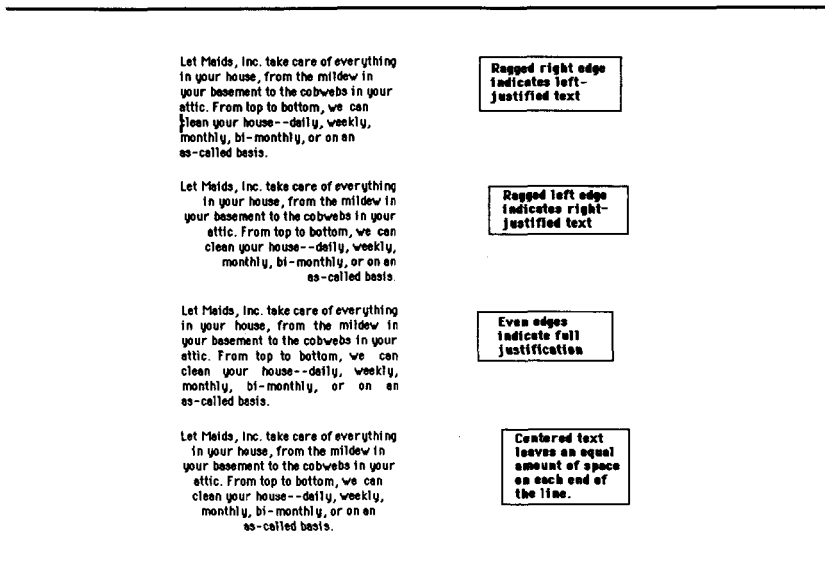 Let Maids, Inc. take care of everything
in your house, from the mildew in
your basement to the cobwebs in your
attic. From top to bottom, we can
clean your house--daily, weekly,
monthly, bi-monthly, or on an
as-called basis.
Ragged right edge
indicates left-
justified text
Let Maids, Inc. take care of everything
in your house, from the mildew in
your basement to the cobwebs in your
attic. From top to bottom, we can
clean your house--daily, weekly,
monthly, bi-monthly, or on an
as-called basis.
Ragged left edge
indicates right-
justified text
Let Maids, Inc. take care of everything
in your house, from the mildew in
your basement to the cobwebs in your
attic. From top to bottom, we can
clean your house--daily, weekly,
monthly, bi-monthly, or on an
as-called basis.
Even edges
indicate full
justification
Let Maids, Inc. take care of everything
in your house, from the mildew in
your basement to the cobwebs in your
attic. From top to bottom, we can
clean your house--daily, weekly,
monthly, bi-monthly, or on an
as-called basis.
Centered text
leaves an equal
amount of space
on each end of
the line.